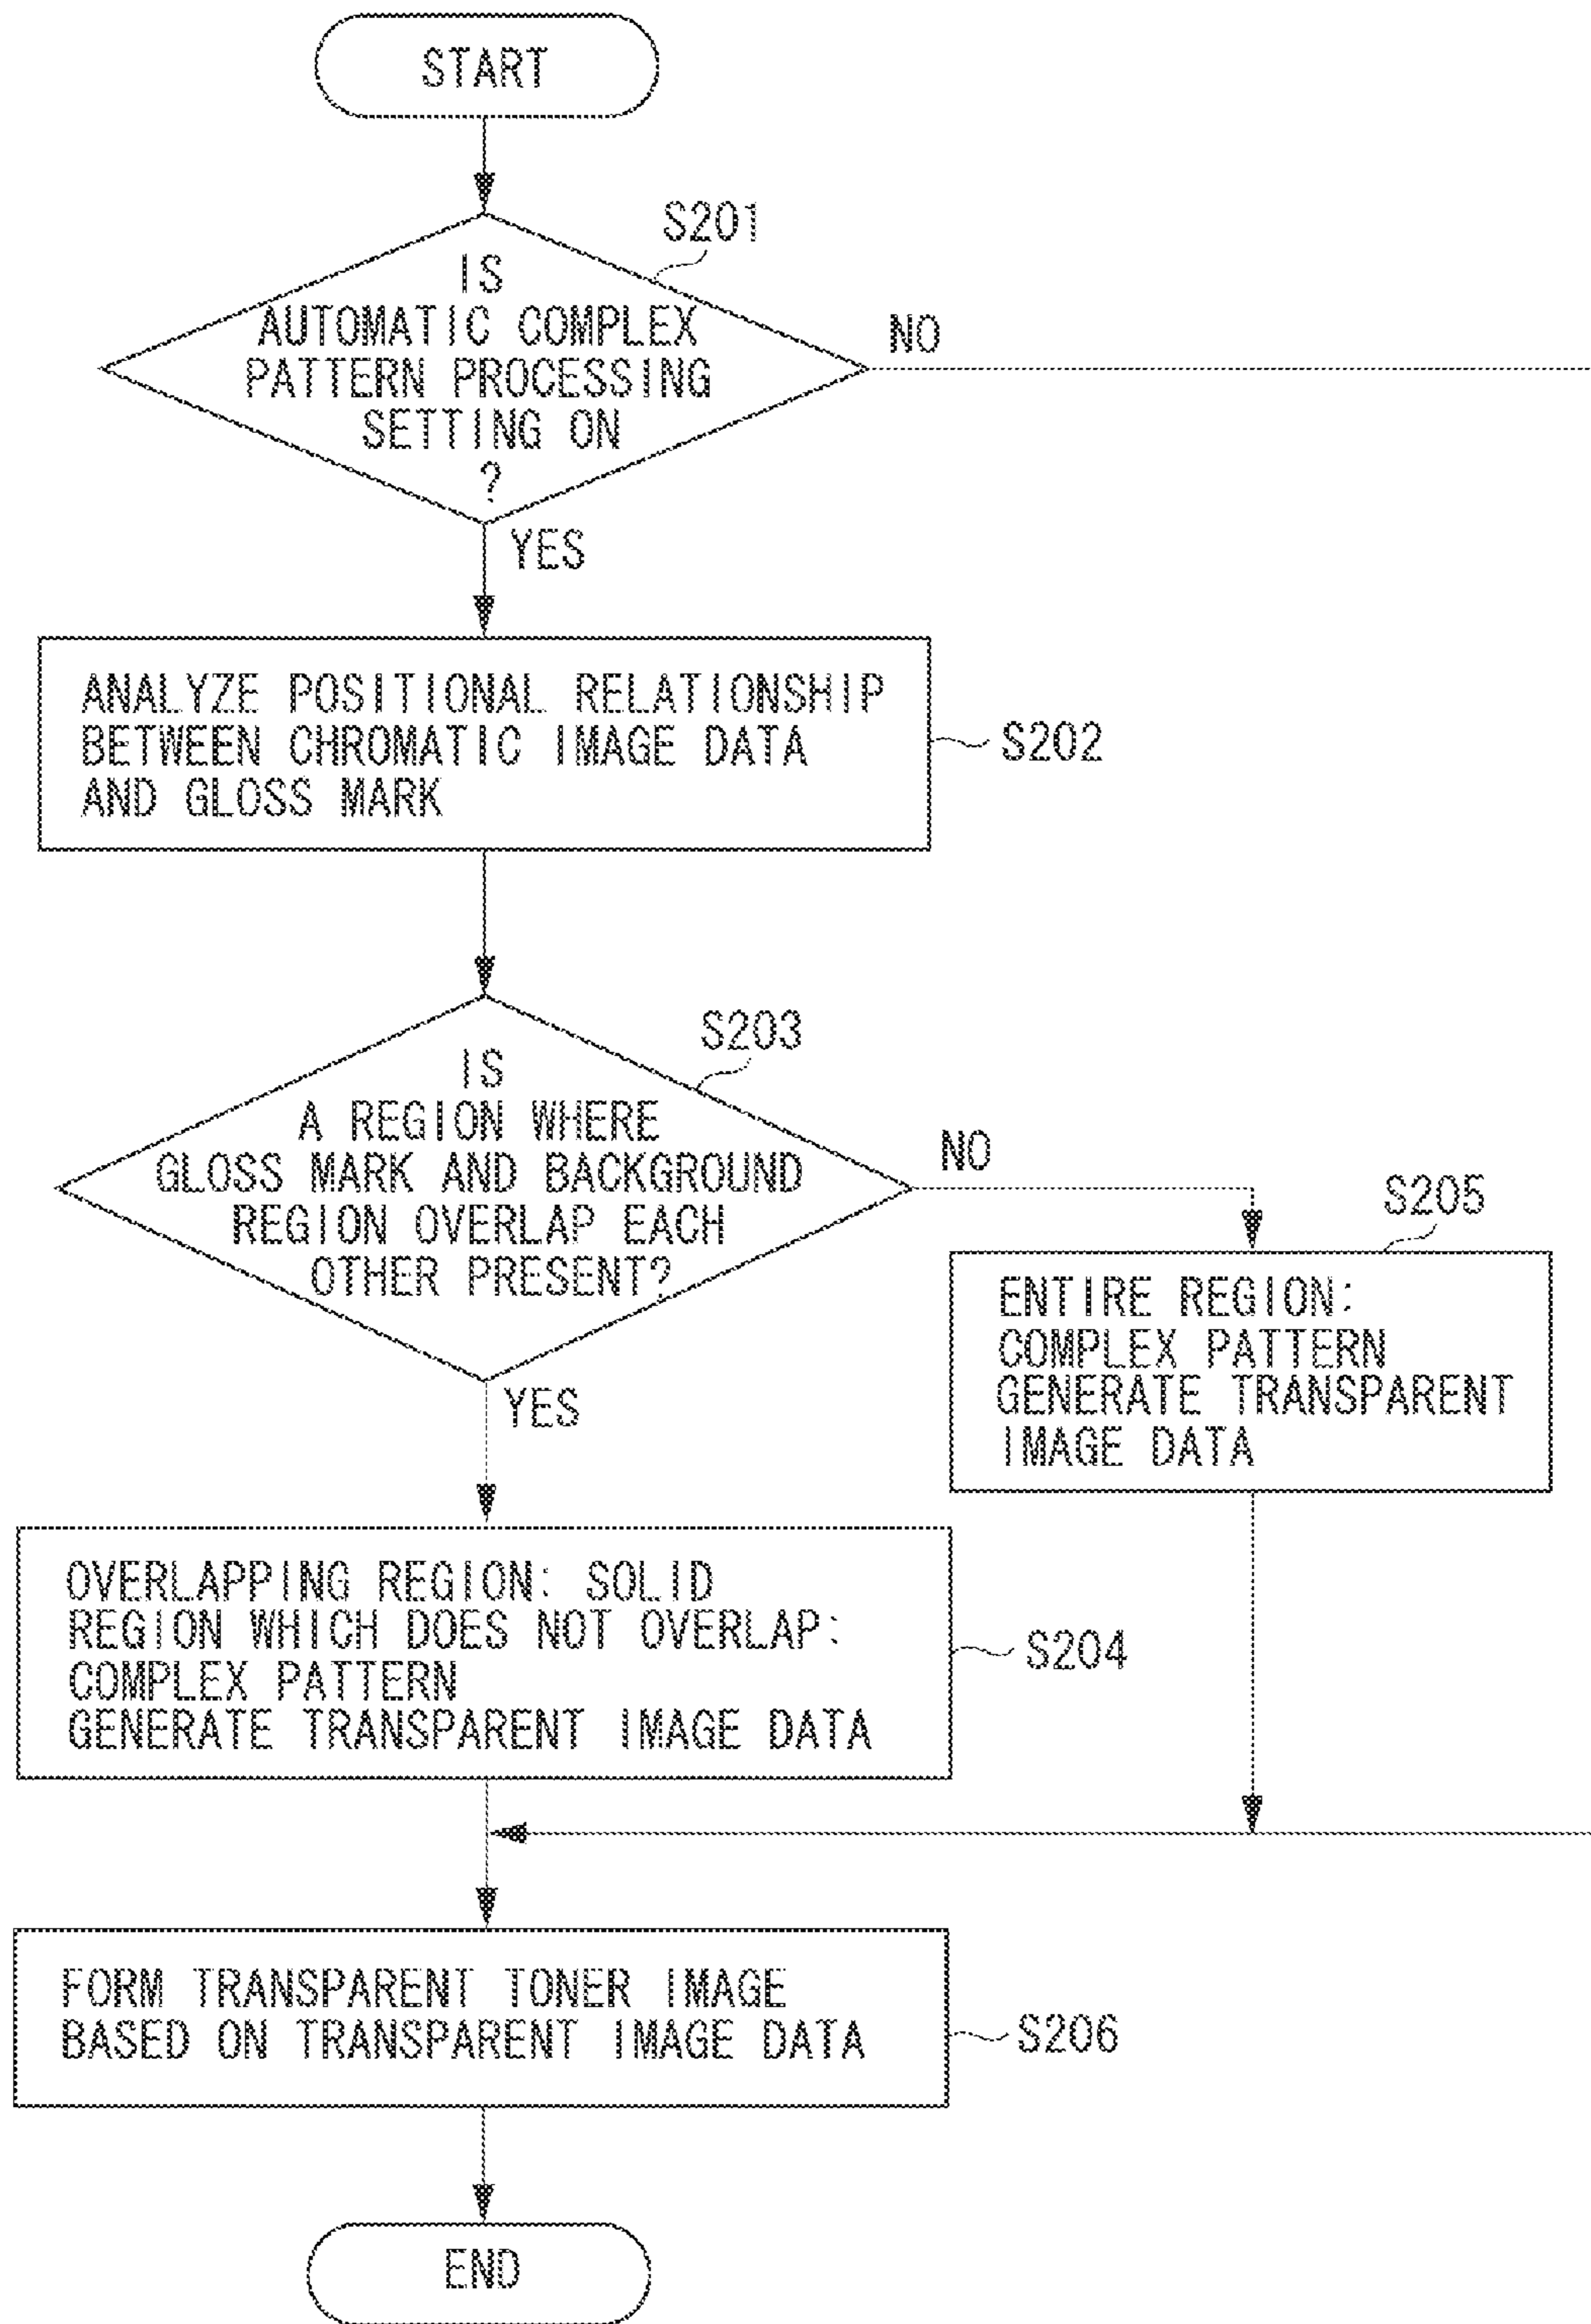 START
S201
IS
AUTOMATIC COMPLEX
PATTERN PROCESSING
SETTING ON
?
NO
YES
ANALYZE POSITIONAL RELATIONSHIP
BETWEEN CHROMATIC IMAGE DATA
AND GLOSS MARK
S202
S203
IS
A REGION WHERE
GLOSS MARK AND BACKGROUND
REGION OVERLAP EACH
OTHER PRESENT?
NO
YES
S205
ENTIRE REGION:
COMPLEX PATTERN
GENERATE TRANSPARENT
IMAGE DATA
OVERLAPPING REGION: SOLID
REGION WHICH DOES NOT OVERLAP:
COMPLEX PATTERN
GENERATE TRANSPARENT IMAGE DATA
S204
FORM TRANSPARENT TONER IMAGE
BASED ON TRANSPARENT IMAGE DATA
S206
END